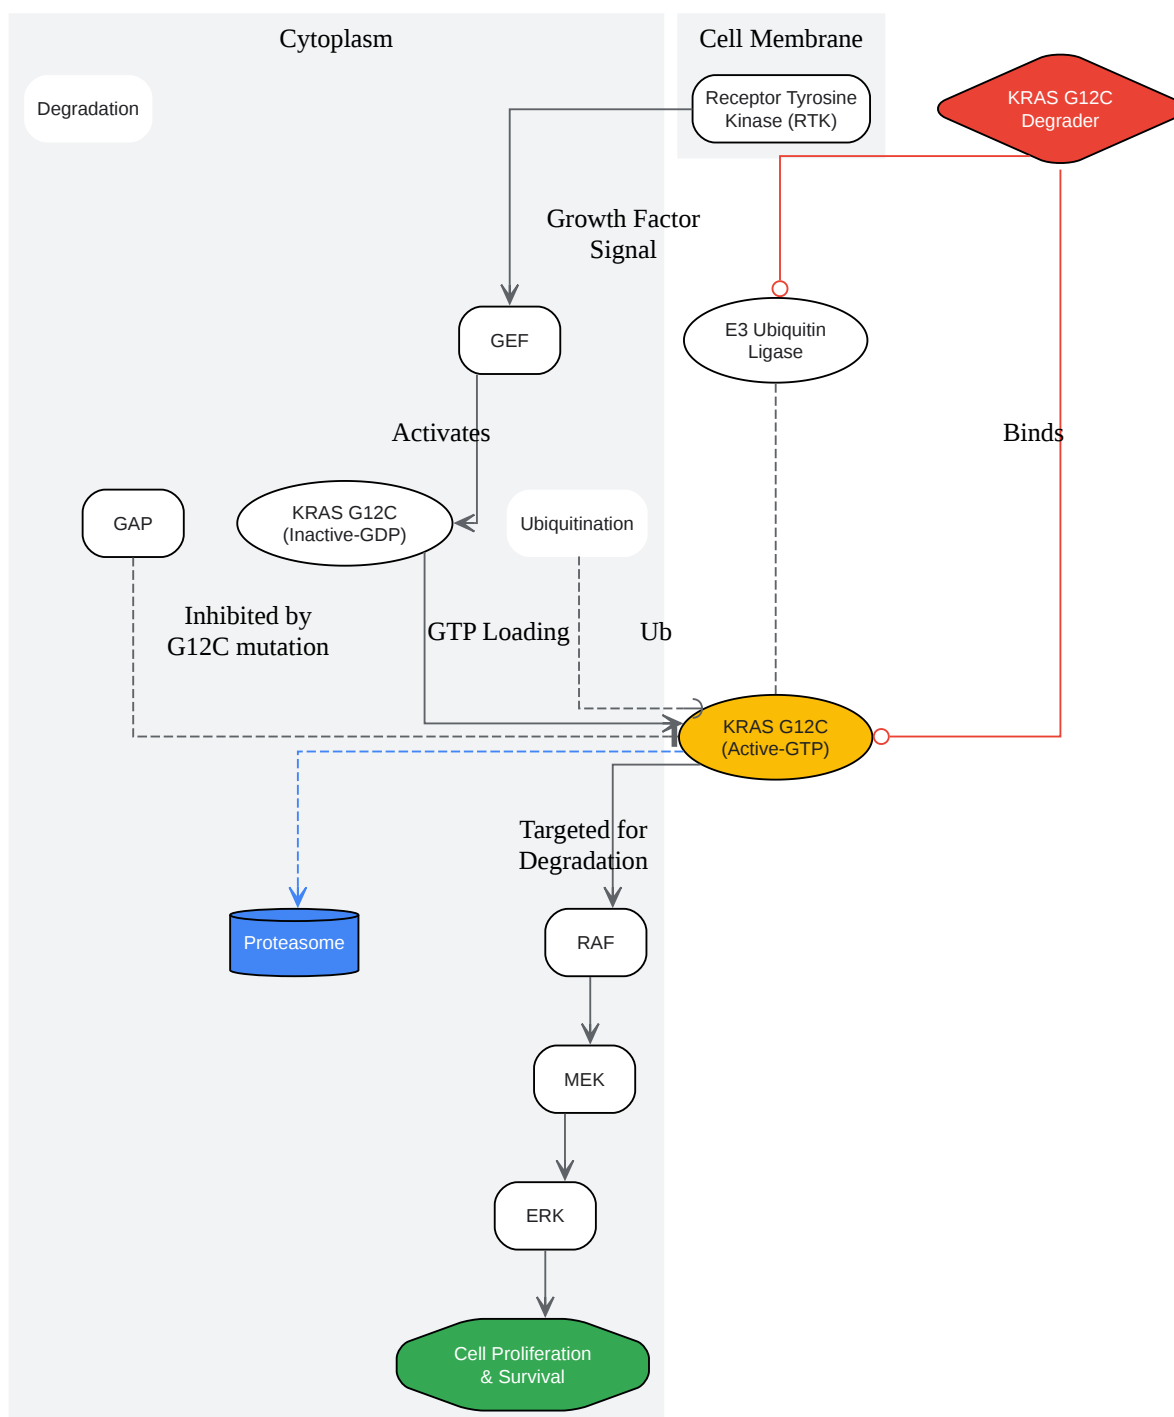 Cytoplasm
Cell Membrane
Degradation
Receptor Tyrosine
Kinase (RTK)
KRAS G12C
Degrader
Growth Factor
Signal
GEF
E3 Ubiquitin
Ligase
Activates
Binds
GAP
KRAS G12C
(Inactive-GDP)
Ubiquitination
Inhibited by
G12C mutation
GTP Loading
Ub
KRAS G12C
(Active-GTP)
Targeted for
Degradation
Proteasome
RAF
MEK
ERK
Cell Proliferation
& Survival